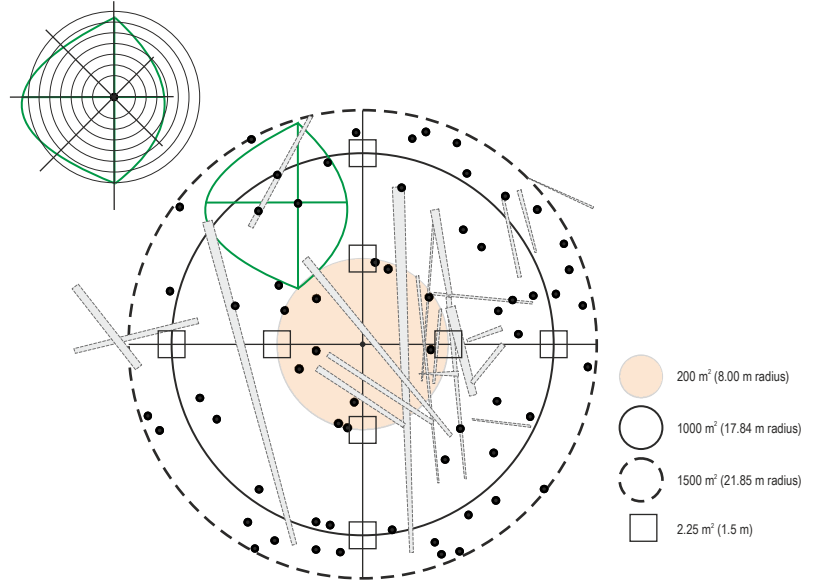 200 m² (8.00 m radius)
1000 m² (17.84 m radius)
1500 m² (21.85 m radius)
2.25 m² (1.5 m)